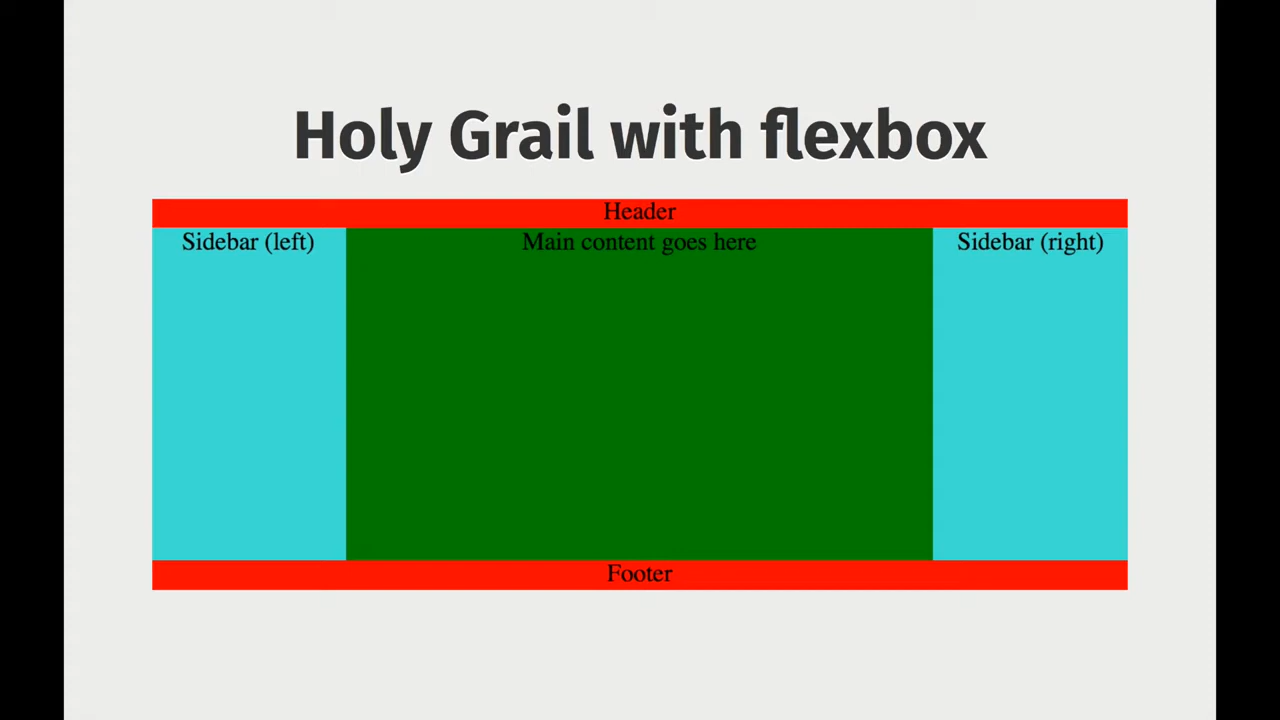 Holy Grail with flexbox
Header
Sidebar (left)
Main content goes here
Sidebar (right)
Footer